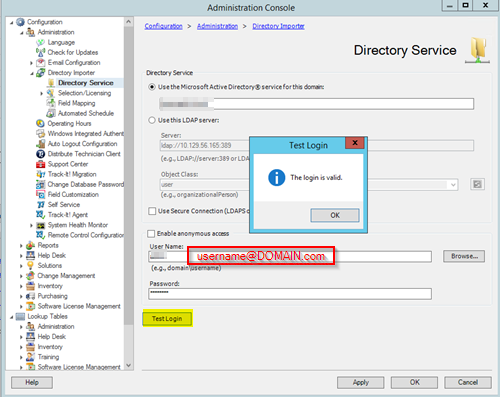 Administration Console
Configuration
Administration
Language
Check for Updates
E-mail Configuration
Directory Importer
Directory Service
Selection/Licensing
Field Mapping
Automated Schedule
Operating Hours
Windows Integrated Authent
Auto Logout Configuration
Distribute Technician Client
Support Center
Track-It! Migration
Change Database Password
Field Customization
Self Service
Track-It! Agent
System Health Monitor
Remote Control Configuration
Reports
Help Desk
Solutions
Change Management
Inventory
Purchasing
Software License Management
Lookup Tables
Administration
Help Desk
Inventory
Training
Software License Management
Configuration > Administration > Directory Importer
Directory Service
Directory Service
Use the Microsoft Active Directory® service for this domain:
Use this LDAP server:
Server:
ldap://10.129.56.165:389
(e.g., LDAP://server:389 or LDA
Object Class:
user
(e.g., organizationalPerson)
Use Secure Connection (LDAPS o
Enable anonymous access
User Name:
username@DOMAIN.com
Browse...
(e.g., domain\username)
Password:
********
Test Login
Test Login
X
The login is valid.
OK
Help
Apply
OK
Cancel